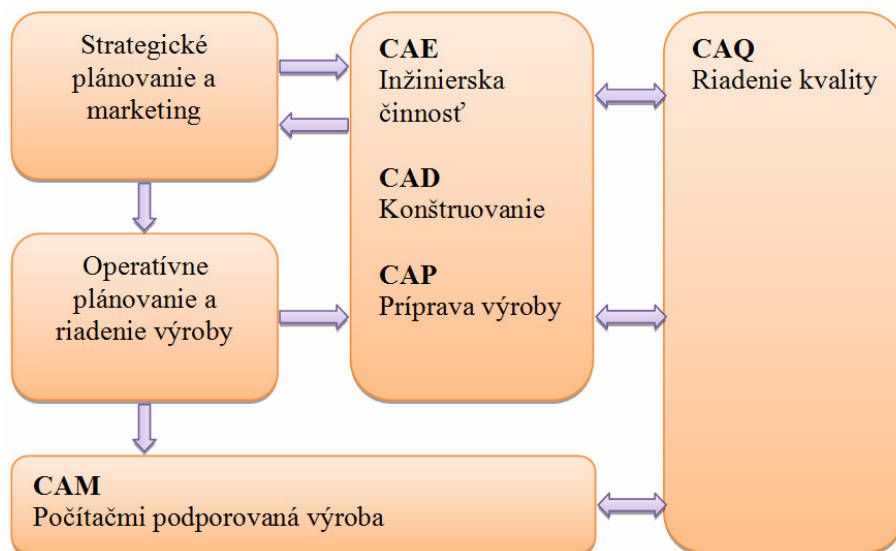 Strategické
plánovanie a
marketing
CAE
Inžinierska
činnosť
CAD
Konštruovanie
CAP
Príprava výroby
CAQ
Riadenie kvality
Operatívne
plánovanie a
riadenie výroby
CAM
Počítačmi podporovaná výroba